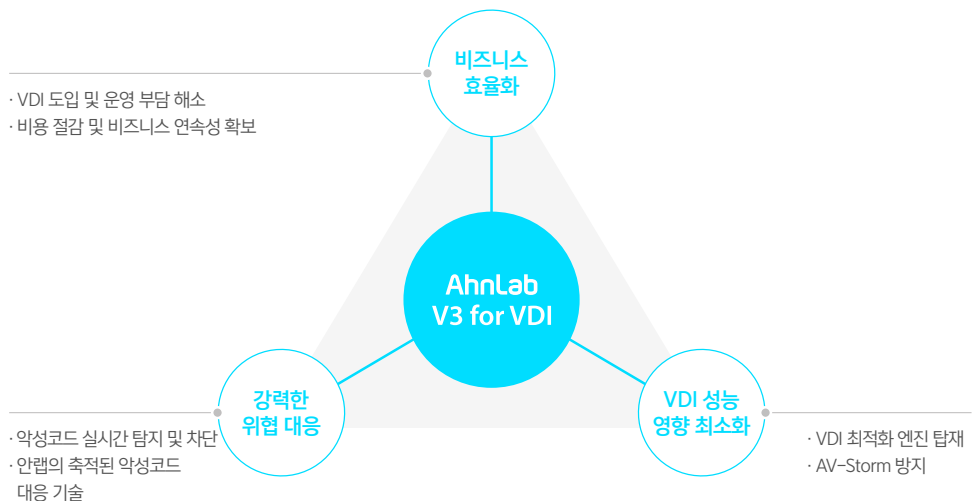 비즈니스
효율화
· VDI 도입 및 운영 부담 해소
· 비용 절감 및 비즈니스 연속성 확보
AhnLab
V3 for VDI
강력한
위협 대응
· 악성코드 실시간 탐지 및 차단
· 안랩의 축적된 악성코드
대응 기술
VDI 성능
영향 최소화
· VDI 최적화 엔진 탑재
· AV-Storm 방지